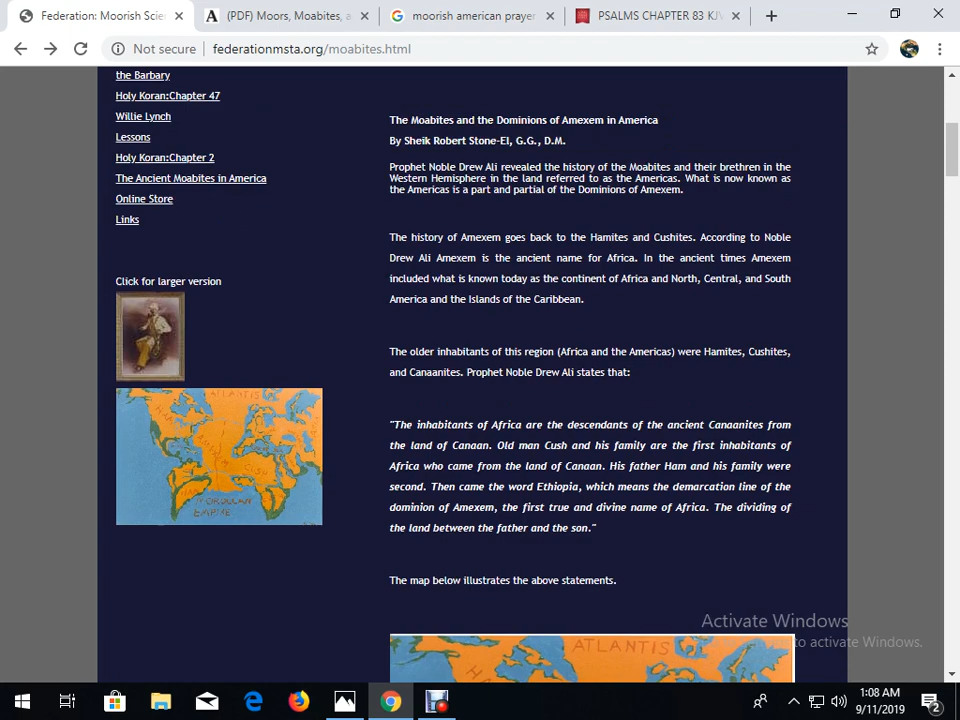 Federation: Moorish Scie
(PDF) Moors, Moabites, a
moorish american prayer
PSALMS CHAPTER 83 KJV
Not secure
federationmsta.org/moabites.html
the Barbary
Holy Koran:Chapter 47
Willie Lynch
Lessons
Holy Koran:Chapter 2
The Ancient Moabites in America
Online Store
Links
Click for larger version
ATLANTIS
CUSH
MOROCCAN
EMPIRE
The Moabites and the Dominions of Amexem in America
By Sheik Robert Stone-El, G.G., D.M.
Prophet Noble Drew Ali revealed the history of the Moabites and their brethren in the
Western Hemisphere in the land referred to as the Americas. What is now known as
the Americas is a part and partial of the Dominions of Amexem.
The history of Amexem goes back to the Hamites and Cushites. According to Noble
Drew Ali Amexem is the ancient name for Africa. In the ancient times Amexem
included what is known today as the continent of Africa and North, Central, and South
America and the Islands of the Caribbean.
The older inhabitants of this region (Africa and the Americas) were Hamites, Cushites,
and Canaanites. Prophet Noble Drew Ali states that:
"The inhabitants of Africa are the descendants of the ancient Canaanites from
the land of Canaan. Old man Cush and his family are the first inhabitants of
Africa who came from the land of Canaan. His father Ham and his family were
second. Then came the word Ethiopia, which means the demarcation line of the
dominion of Amexem, the first true and divine name of Africa. The dividing of
the land between the father and the son."
The map below illustrates the above statements.
ATLANTIS
Activate Windows
to activate Windows.
1:08 AM
9/11/2019
2